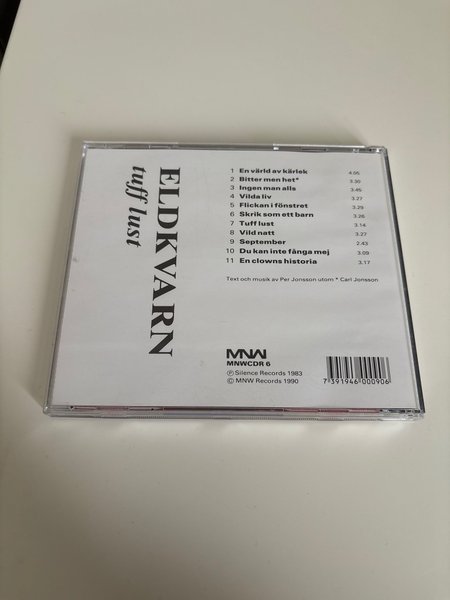 ELDKVARN
tuff lust
1 En värld av kärlek 4.05
2 Bitter men het* 3.30
3 Ingen man alls 3.45
4 Vilda liv 3.27
5 Flickan i fönstret 3.29
6 Skrik som ett barn 3.26
7 Tuff lust 3.14
8 Vild natt 3.27
9 September 2.43
10 Du kan inte fånga mej 3.09
11 En clowns historia 3.17
Text och musik av Per Jonsson utom * Carl Jonsson
MNW
MNWCDR 6
Ⓟ Silence Records 1983
© MNW Records 1990
7 391946 000906